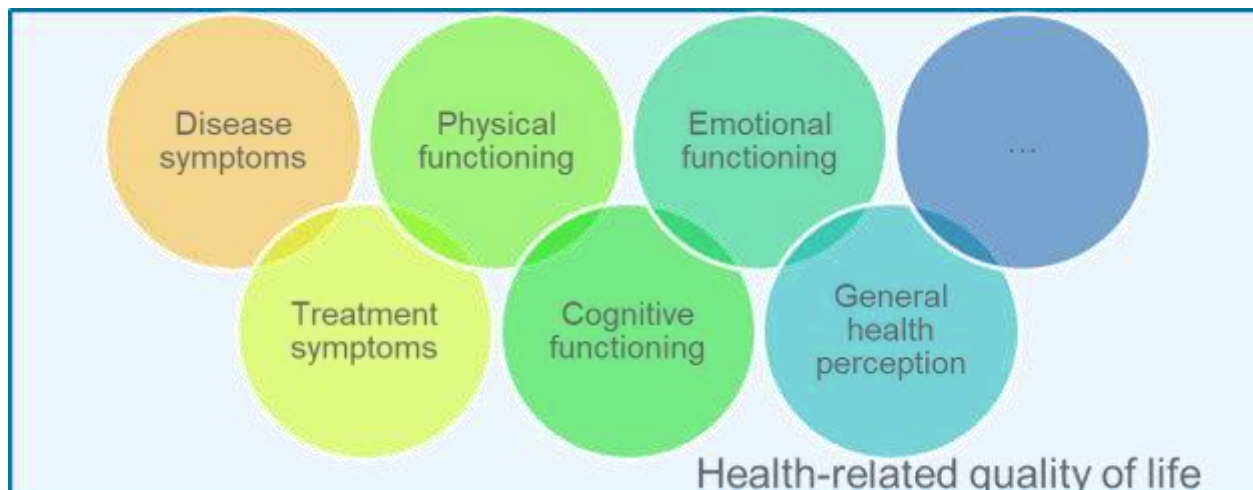 Disease
symptoms
Physical
functioning
Emotional
functioning
...
Treatment
symptoms
Cognitive
functioning
General
health
perception
Health-related quality of life